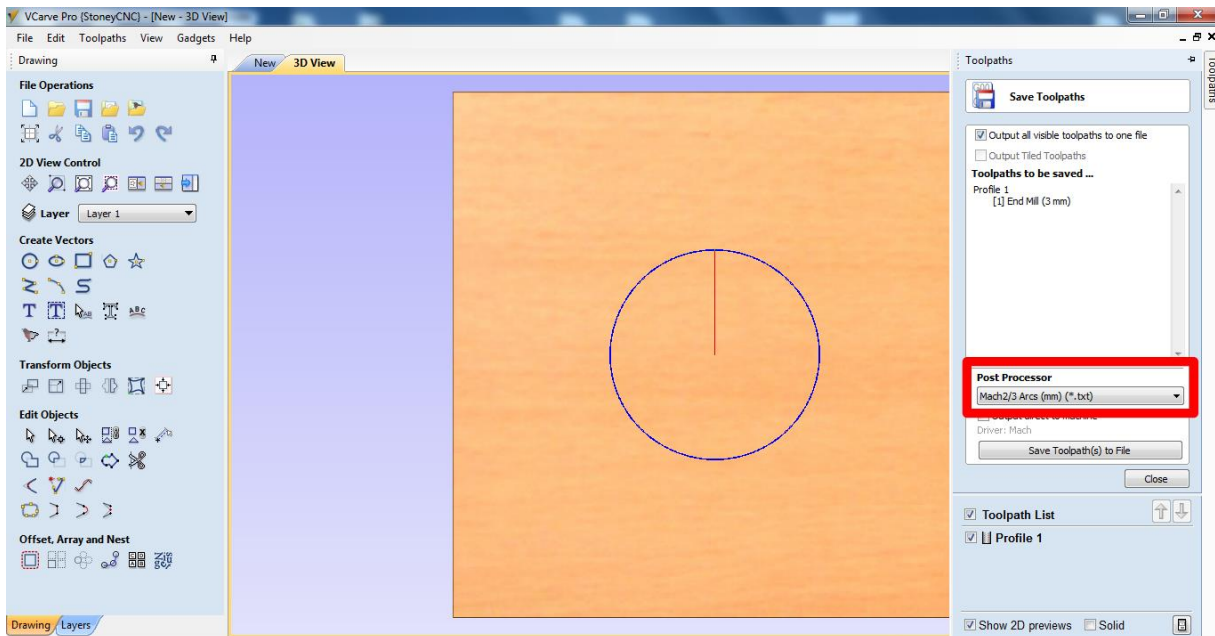 VCarve Pro {StoneyCNC} - [New - 3D View]
File Edit Toolpaths View Gadgets Help
Drawing
File Operations
2D View Control
Layer Layer 1
Create Vectors
Transform Objects
Edit Objects
Offset, Array and Nest
Drawing Layers
New 3D View
Toolpaths
Save Toolpaths
Output all visible toolpaths to one file
Output Tiled Toolpaths
Toolpaths to be saved ...
Profile 1
[1] End Mill (3 mm)
Post Processor
Mach2/3 Arcs (mm) (*.txt)
Output direct to machine
Driver: Mach
Save Toolpath(s) to File
Close
Toolpath List
Profile 1
Show 2D previews Solid
Toolpaths